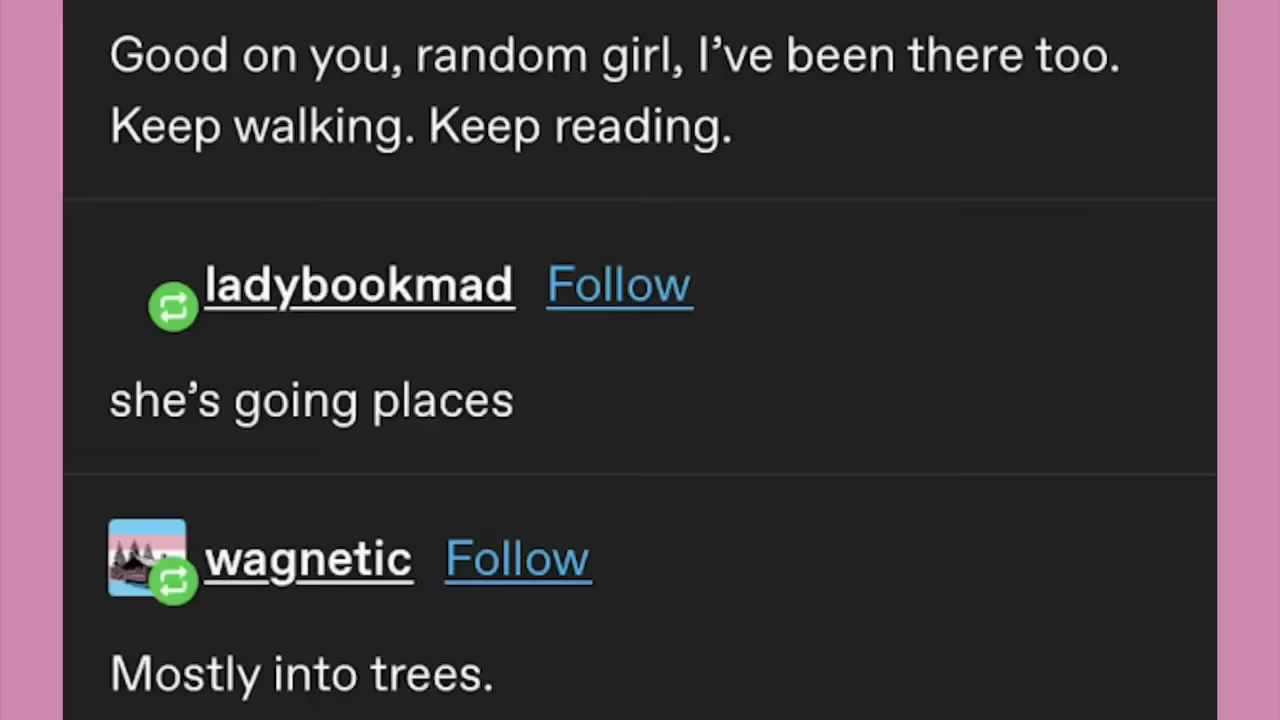 Good on you, random girl, I’ve been there too.
Keep walking. Keep reading.
ladybookmad Follow
she’s going places
wagnetic Follow
Mostly into trees.